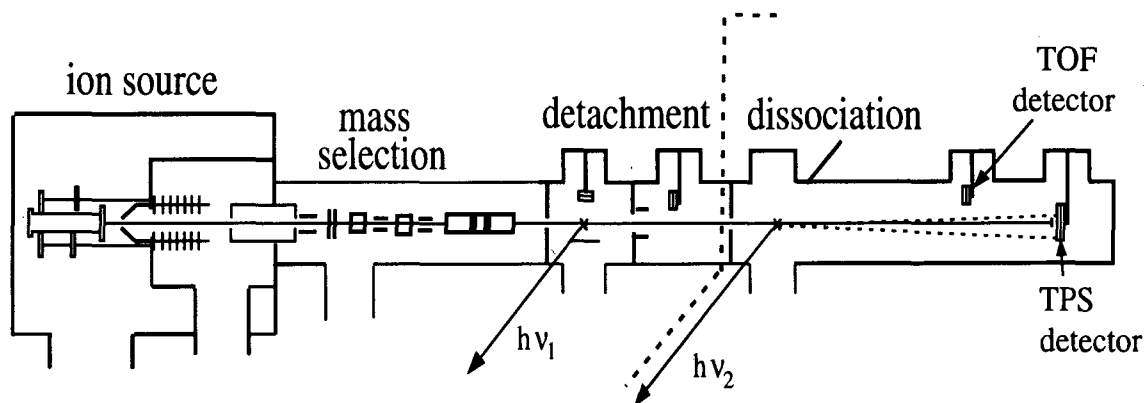 ion source
mass
selection
detachment
dissociation
TOF
detector
hν₁
hν₂
TPS
detector